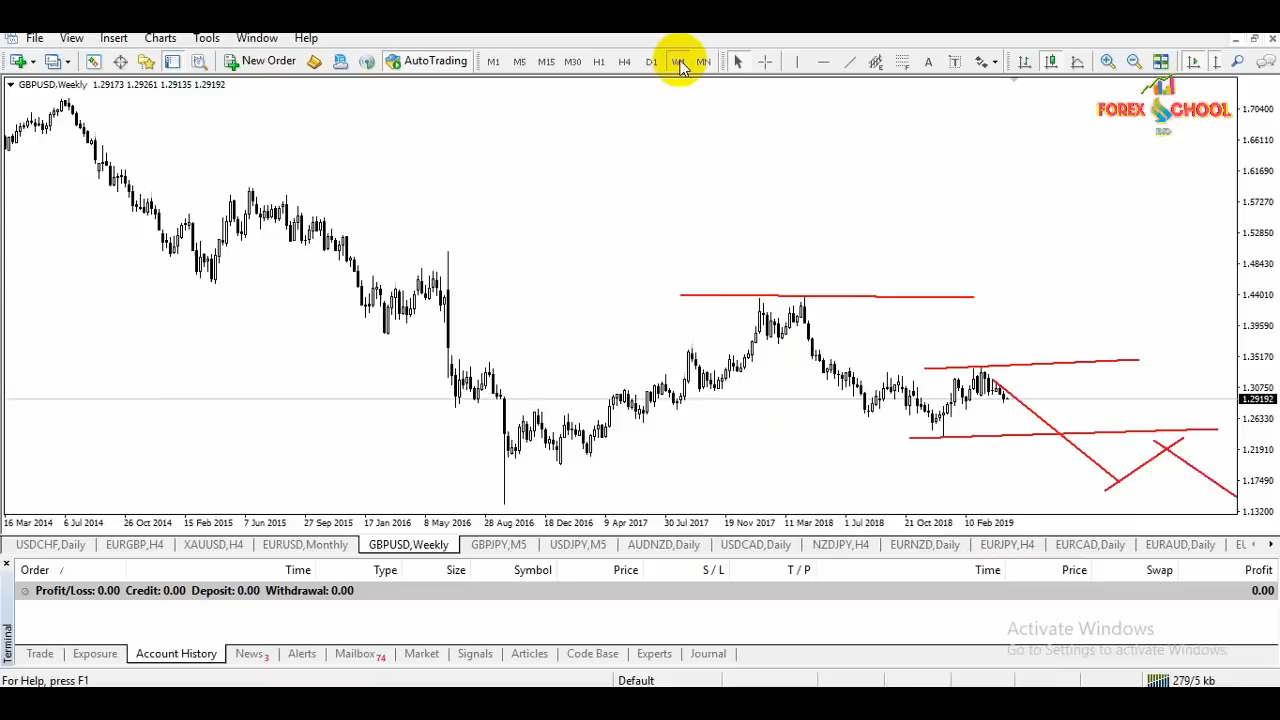 File View Insert Charts Tools Window Help
New Order AutoTrading M1 M5 M15 M30 H1 H4 D1 MN A T
GBPUSD,Weekly 1.29173 1.29261 1.29135 1.29192
FOREX SCHOOL
BD
1.70400
1.66110
1.61690
1.57270
1.52850
1.48430
1.44010
1.39590
1.35170
1.30750
1.29192
1.26330
1.21910
1.17490
1.13200
16 Mar 2014 6 Jul 2014 26 Oct 2014 15 Feb 2015 7 Jun 2015 27 Sep 2015 17 Jan 2016 8 May 2016 28 Aug 2016 18 Dec 2016 9 Apr 2017 30 Jul 2017 19 Nov 2017 11 Mar 2018 1 Jul 2018 21 Oct 2018 10 Feb 2019
USDCHF,Daily EURGBP,H4 XAUUSD,H4 EURUSD,Monthly GBPUSD,Weekly GBPJPY,M5 USDJPY,M5 AUDNZD,Daily USDCAD,Daily NZDJPY,H4 EURNZD,Daily EURJPY,H4 EURCAD,Daily EURAUD,Daily EU
Order / Time Type Size Symbol Price S / L T / P Time Price Swap Profit
Profit/Loss: 0.00 Credit: 0.00 Deposit: 0.00 Withdrawal: 0.00 0.00
Activate Windows
Go to Settings to activate Windows.
Terminal
Trade Exposure Account History News 3 Alerts Mailbox 74 Market Signals Articles Code Base Experts Journal
For Help, press F1 Default 279/5 kb